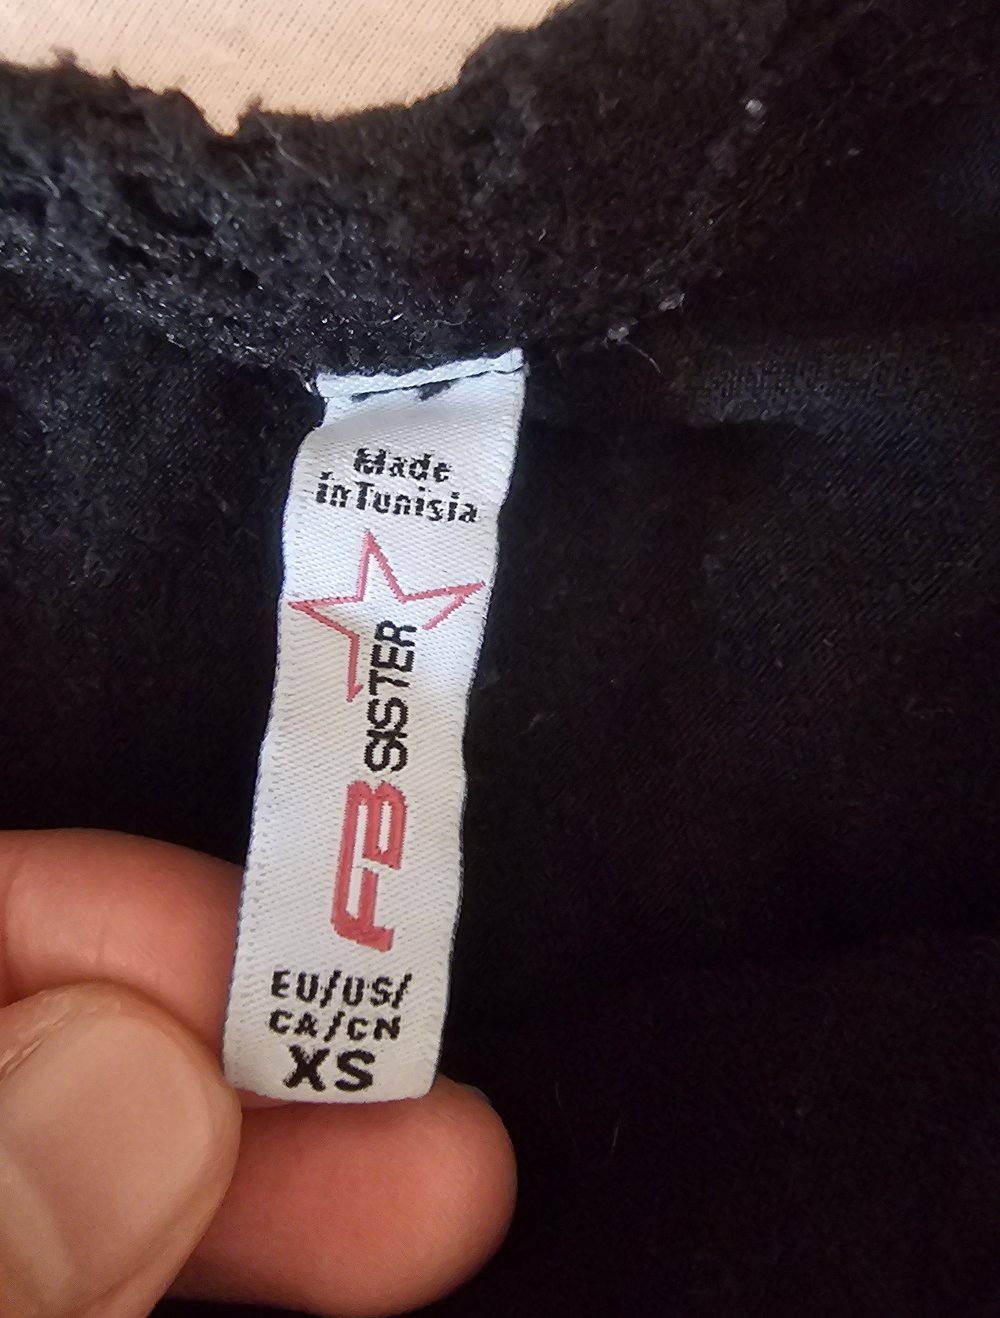 Made
in Tunisia
FB SISTER
EU/US/
CA/CN
XS